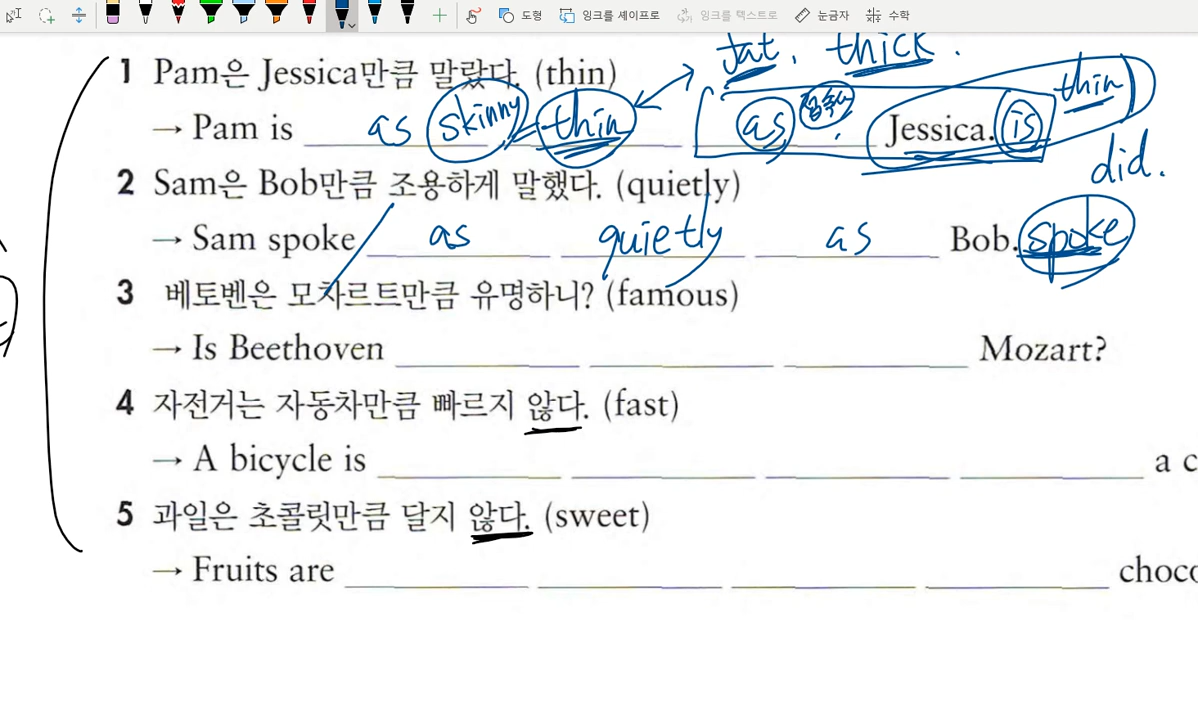 도형 잉크를 셰이프로 잉크를 텍스트로 눈금자 수학
fat, thick.
1 Pam은 Jessica만큼 말랐다. (thin)
→ Pam is as skinny thin as 접속사 Jessica. is thin
did.
2 Sam은 Bob만큼 조용하게 말했다. (quietly)
→ Sam spoke as quietly as Bob. spoke
3 베토벤은 모차르트만큼 유명하니? (famous)
→ Is Beethoven Mozart?
4 자전거는 자동차만큼 빠르지 않다. (fast)
→ A bicycle is a c
5 과일은 초콜릿만큼 달지 않다. (sweet)
→ Fruits are choc